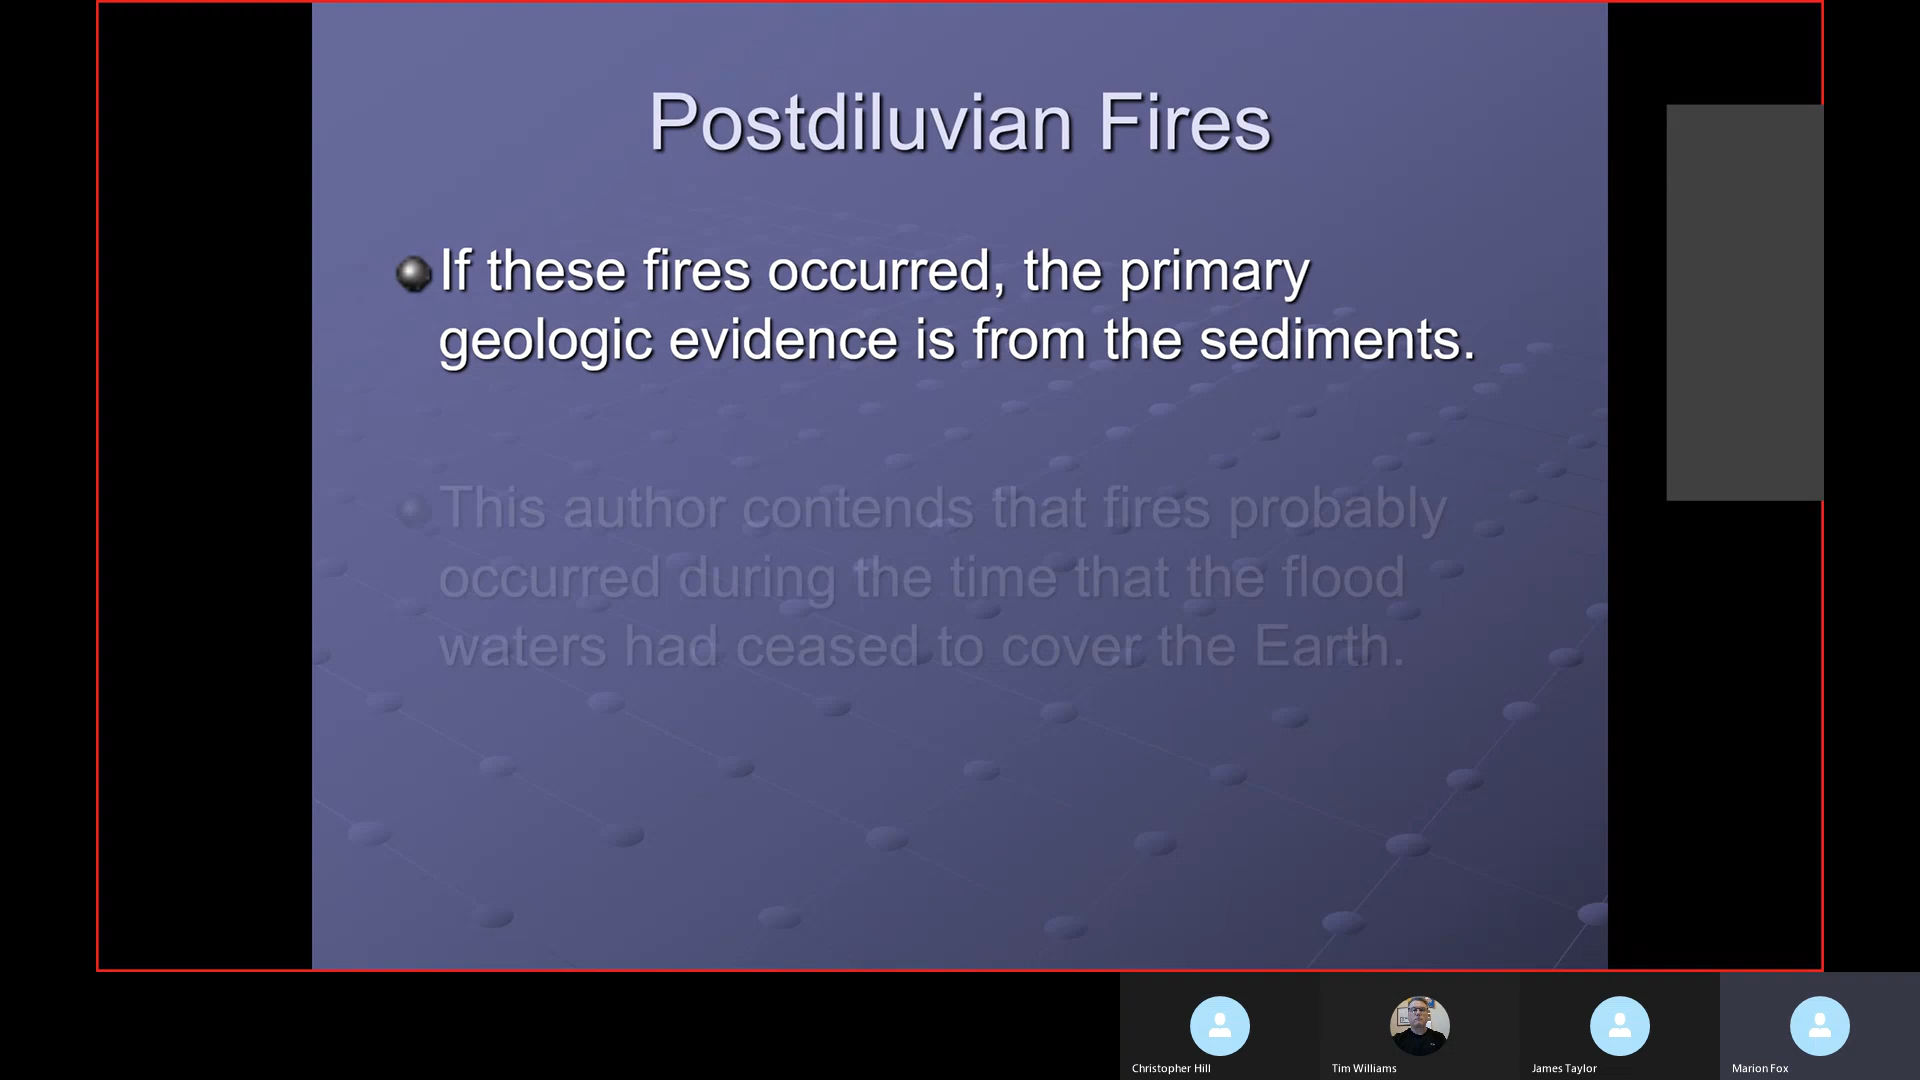 Postdiluvian Fires
If these fires occurred, the primary
geologic evidence is from the sediments.
This author contends that fires probably
occurred during the time that the flood
waters had ceased to cover the Earth.
Christopher Hill
Tim Williams
James Taylor
Marion Fox